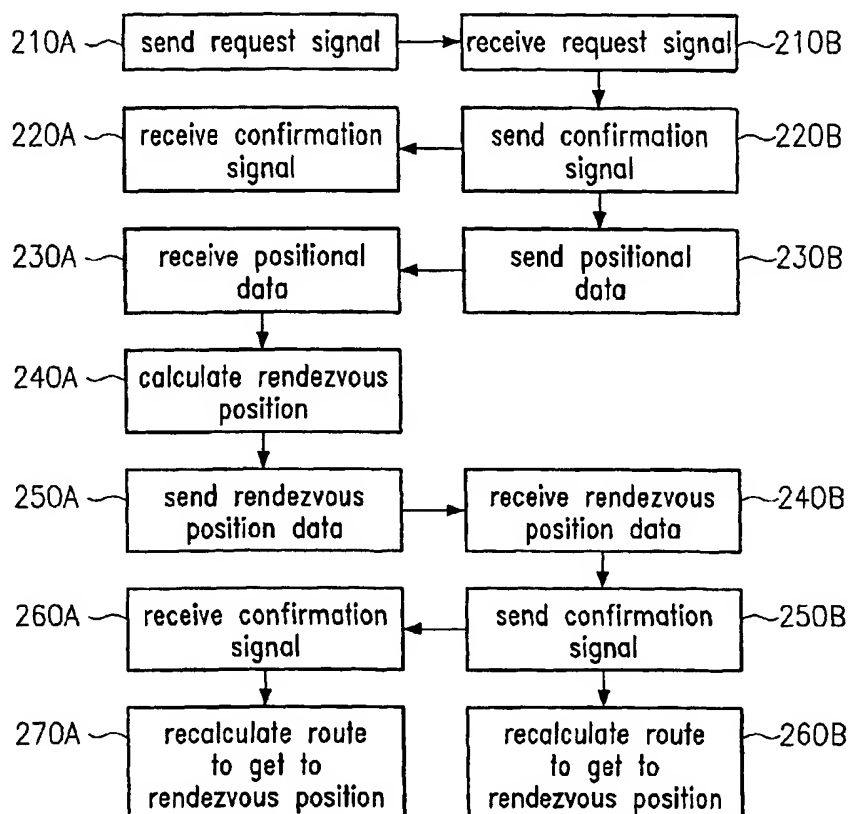 210A send request signal receive request signal 210B
220A receive confirmation send confirmation 220B
signal signal
230A receive positional send positional 230B
data data
240A calculate rendezvous
position
250A send rendezvous receive rendezvous 240B
position data position data
260A receive confirmation send confirmation 250B
signal signal
270A recalculate route recalculate route 260B
to get to to get to
rendezvous position rendezvous position